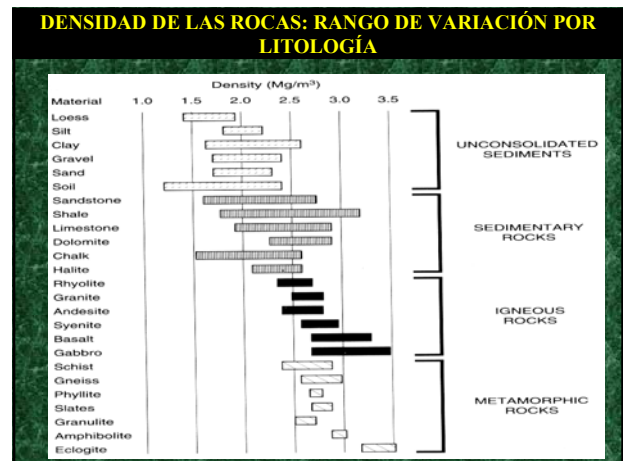 DENSIDAD DE LAS ROCAS: RANGO DE VARIACIÓN POR
LITOLOGÍA
Density (Mg/m³)
Material 1.0 1.5 2.0 2.5 3.0 3.5
Loess
Silt
Clay
Gravel
Sand
Soil
UNCONSOLIDATED
SEDIMENTS
Sandstone
Shale
Limestone
Dolomite
Chalk
Halite
SEDIMENTARY
ROCKS
Rhyolite
Granite
Andesite
Syenite
Basalt
Gabbro
IGNEOUS
ROCKS
Schist
Gneiss
Phyllite
Slates
Granulite
Amphibolite
Eclogite
METAMORPHIC
ROCKS